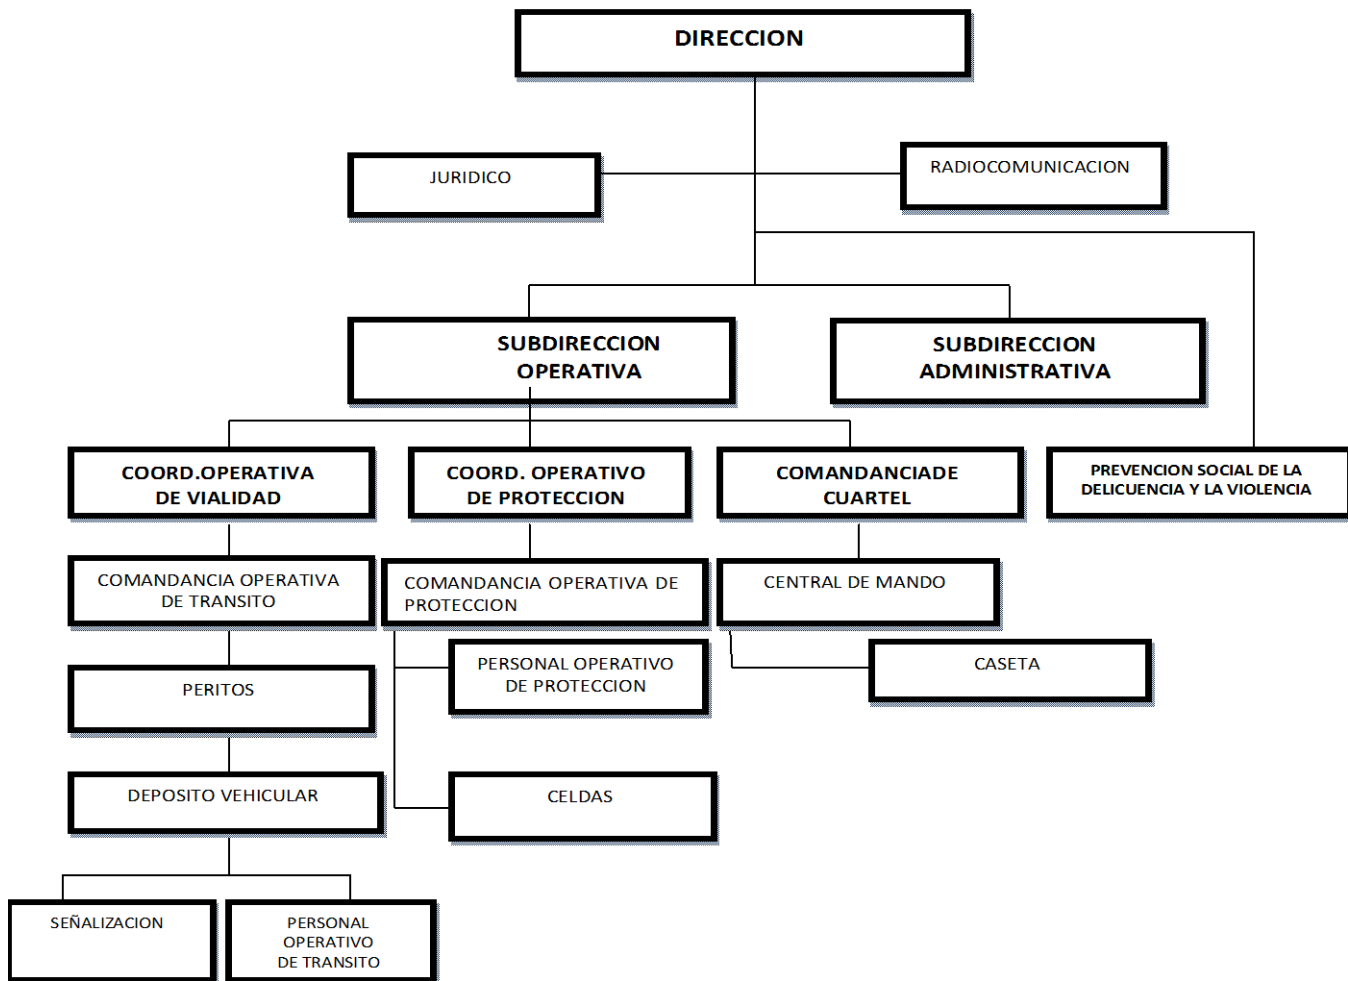 DIRECCION
JURIDICO
RADIOCOMUNICACION
SUBDIRECCION
OPERATIVA
SUBDIRECCION
ADMINISTRATIVA
COORD.OPERATIVA
DE VIALIDAD
COORD. OPERATIVO
DE PROTECCION
COMANDANCIADE
CUARTEL
PREVENCION SOCIAL DE LA
DELICUENCIA Y LA VIOLENCIA
COMANDANCIA OPERATIVA
DE TRANSITO
COMANDANCIA OPERATIVA DE
PROTECCION
CENTRAL DE MANDO
PERITOS
PERSONAL OPERATIVO
DE PROTECCION
CASETA
DEPOSITO VEHICULAR
CELDAS
SEÑALIZACION
PERSONAL
OPERATIVO
DE TRANSITO